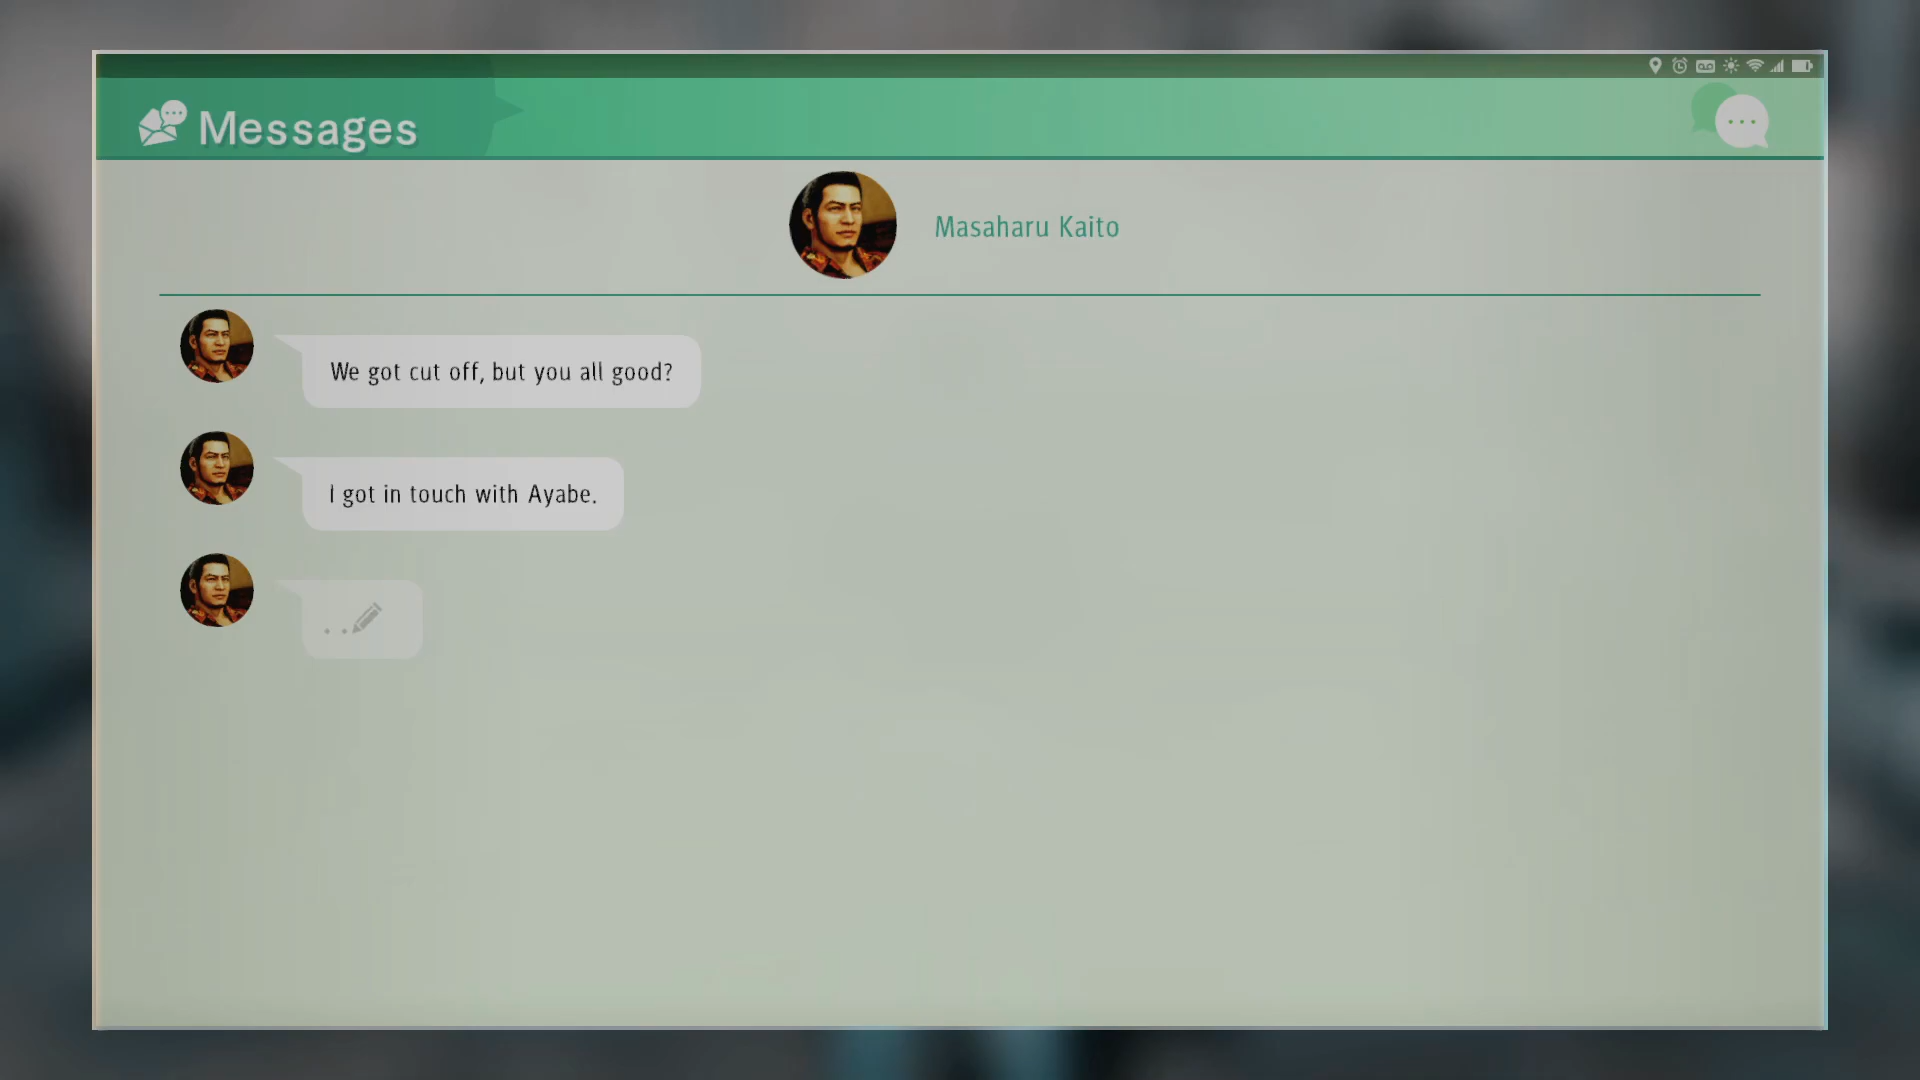 Messages
Masaharu Kaito
We got cut off, but you all good?
I got in touch with Ayabe.